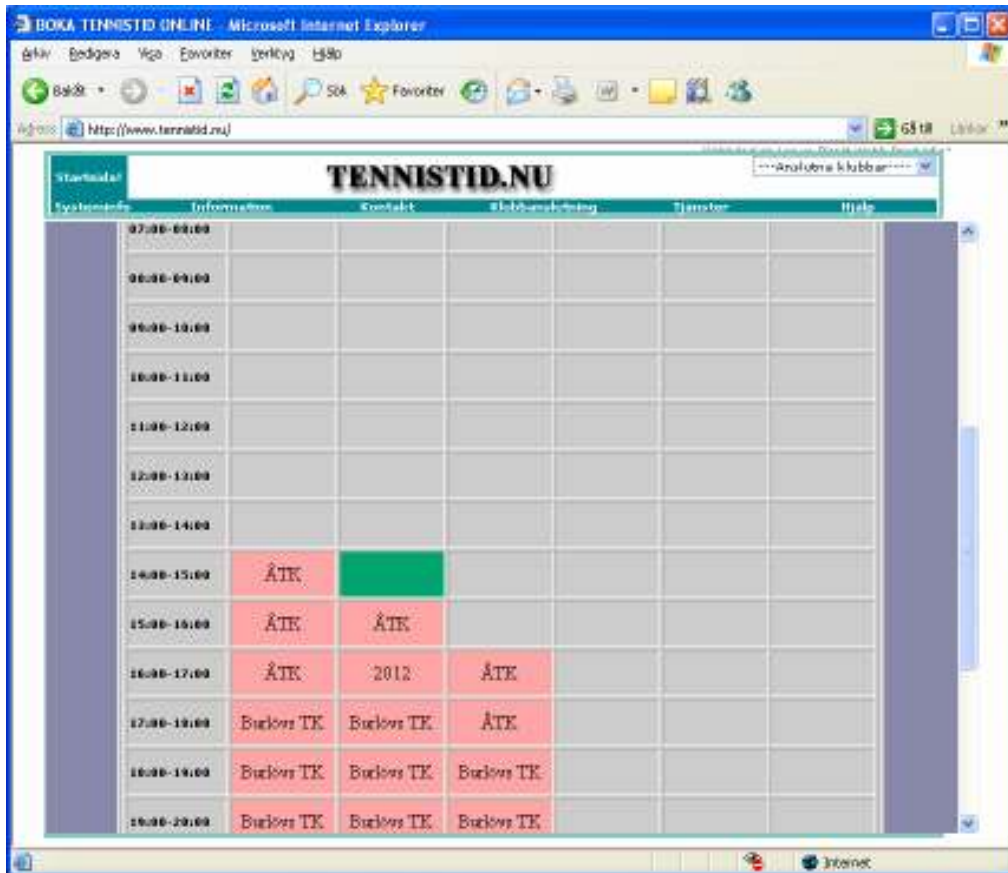 BOKA TENNISTID ONLINE - Microsoft Internet Explorer
Arkiv Redigera Visa Favoriter Verktyg Hjälp
Bakåt Sök Favoriter
Adress http://www.tennistid.nu/ Gå till Länkar »
Startsida! TENNISTID.NU ---Anslutna klubbar----
Systeminfo Information Kontakt Klubbanslutning Tjänster Hjälp
07:00-08:00
08:00-09:00
09:00-10:00
10:00-11:00
11:00-12:00
12:00-13:00
13:00-14:00
14:00-15:00 ÅTK
15:00-16:00 ÅTK ÅTK
16:00-17:00 ÅTK 2012 ÅTK
17:00-18:00 Burlövs TK Burlövs TK ÅTK
18:00-19:00 Burlövs TK Burlövs TK Burlövs TK
19:00-20:00 Burlövs TK Burlövs TK Burlövs TK
Internet